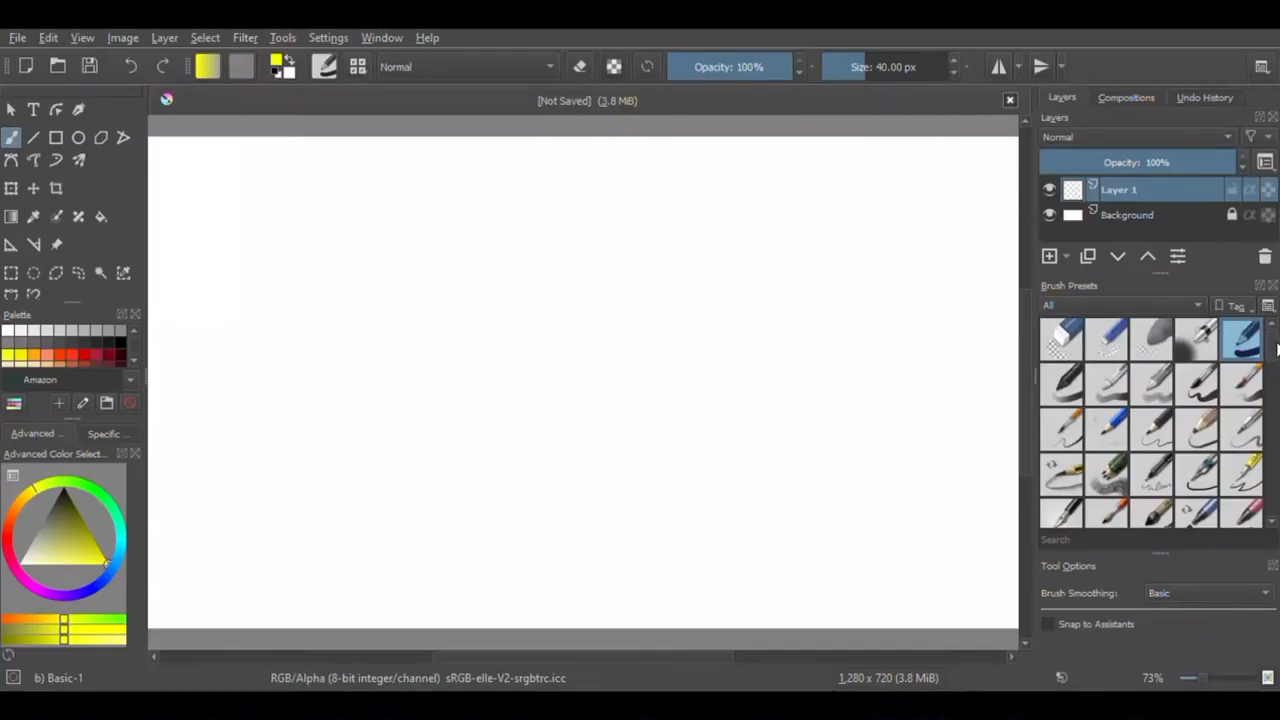 File Edit View Image Layer Select Filter Tools Settings Window Help
Normal Opacity: 100% Size: 40.00 px
[Not Saved] (3.8 MiB)
Layers Compositions Undo History
Layers
Normal
Opacity: 100%
Layer 1
Background
Brush Presets
All Tag
Search
Tool Options
Brush Smoothing: Basic
Snap to Assistants
Palette
Amazon
Advanced ... Specific ...
Advanced Color Select...
b) Basic-1 RGB/Alpha (8-bit integer/channel) sRGB-elle-V2-srgbtrc.icc 1,280 x 720 (3.8 MiB) 73%